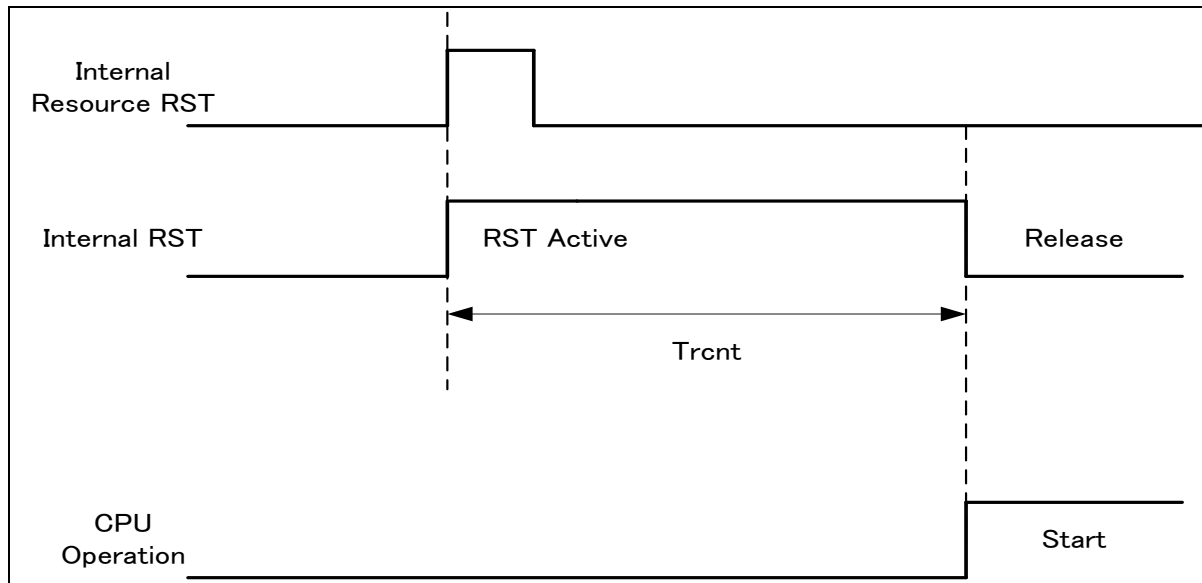 Internal
Resource RST
Internal RST
RST Active
Release
Trcnt
CPU
Operation
Start